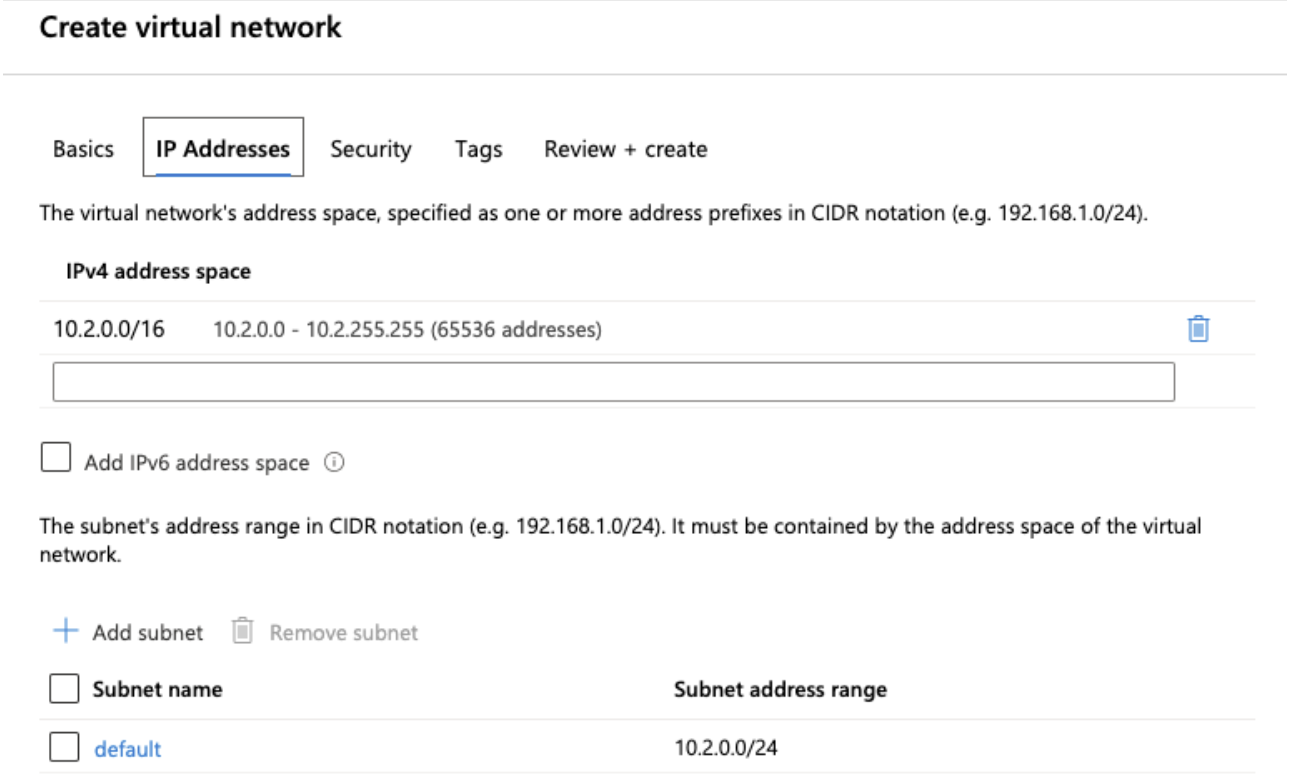 Create virtual network
Basics IP Addresses Security Tags Review + create
The virtual network's address space, specified as one or more address prefixes in CIDR notation (e.g. 192.168.1.0/24).
IPv4 address space
10.2.0.0/16 10.2.0.0 - 10.2.255.255 (65536 addresses)
Add IPv6 address space
The subnet's address range in CIDR notation (e.g. 192.168.1.0/24). It must be contained by the address space of the virtual
network.
Add subnet Remove subnet
Subnet name Subnet address range
default 10.2.0.0/24